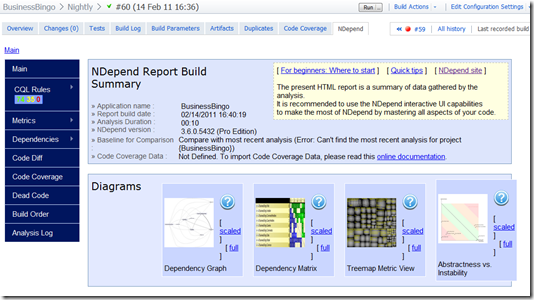 BusinessBingo > Nightly > #60 (14 Feb 11 16:36) Run ... Build Actions Edit Configuration Settings
Overview Changes (0) Tests Build Log Build Parameters Artifacts Duplicates Code Coverage NDepend << #59 | All history | Last recorded build
Main
Main
CQL Rules
Metrics
Dependencies
Code Diff
Code Coverage
Dead Code
Build Order
Analysis Log
NDepend Report Build Summary
[ For beginners: Where to start ] [ Quick tips ] [ NDepend site ]
The present HTML report is a summary of data gathered by the
analysis.
It is recommended to use the NDepend interactive UI capabilities
to make the most of NDepend by mastering all aspects of your code.
» Application name : BusinessBingo
» Report build date : 02/14/2011 16:40:19
» Analysis Duration : 00:10
» NDepend version : 3.6.0.5432 (Pro Edition)
» Baseline for Comparison : Compare with most recent analysis (Error: Can't find the most recent analysis for project
{BusinessBingo})
» Code Coverage Data : Not Defined. To import Code Coverage Data, please read this online documentation.
Diagrams
[ scaled ]
[ full ]
Dependency Graph
[ scaled ]
[ full ]
Dependency Matrix
[ scaled ]
[ full ]
Treemap Metric View
[ scaled ]
[ full ]
Abstractness vs.
Instability